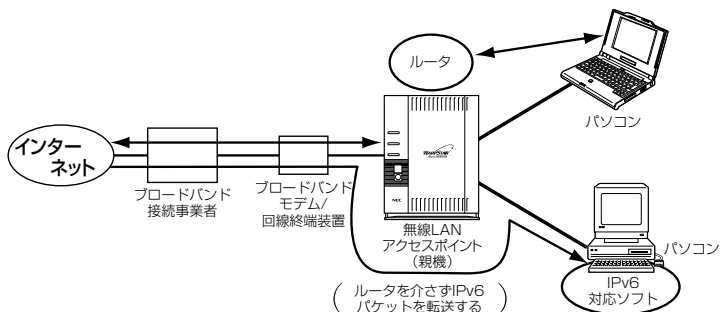 ルータ
パソコン
インター
ネット
ブロードバンド
接続事業者
ブロードバンド
モデム/
回線終端装置
WARPSTAR
NEC
無線LAN
アクセスポイント
(親機)
パソコン
IPv6
対応ソフト
ルータを介さずIPv6
パケットを転送する